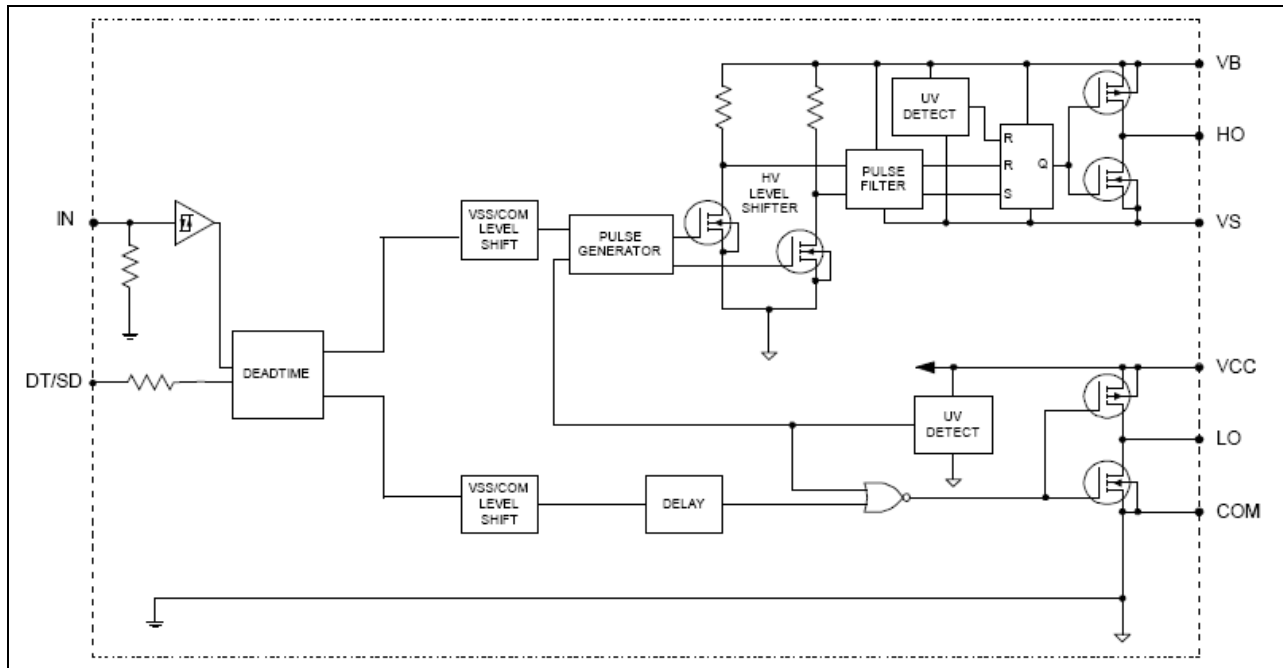 VB
UV
DETECT
R
HO
R
Q
PULSE
FILTER
HV
LEVEL
SHIFTER
S
IN
VSS/COM
LEVEL
SHIFT
PULSE
GENERATOR
VS
DEADTIME
DT/SD
VCC
UV
DETECT
LO
VSS/COM
LEVEL
SHIFT
DELAY
COM